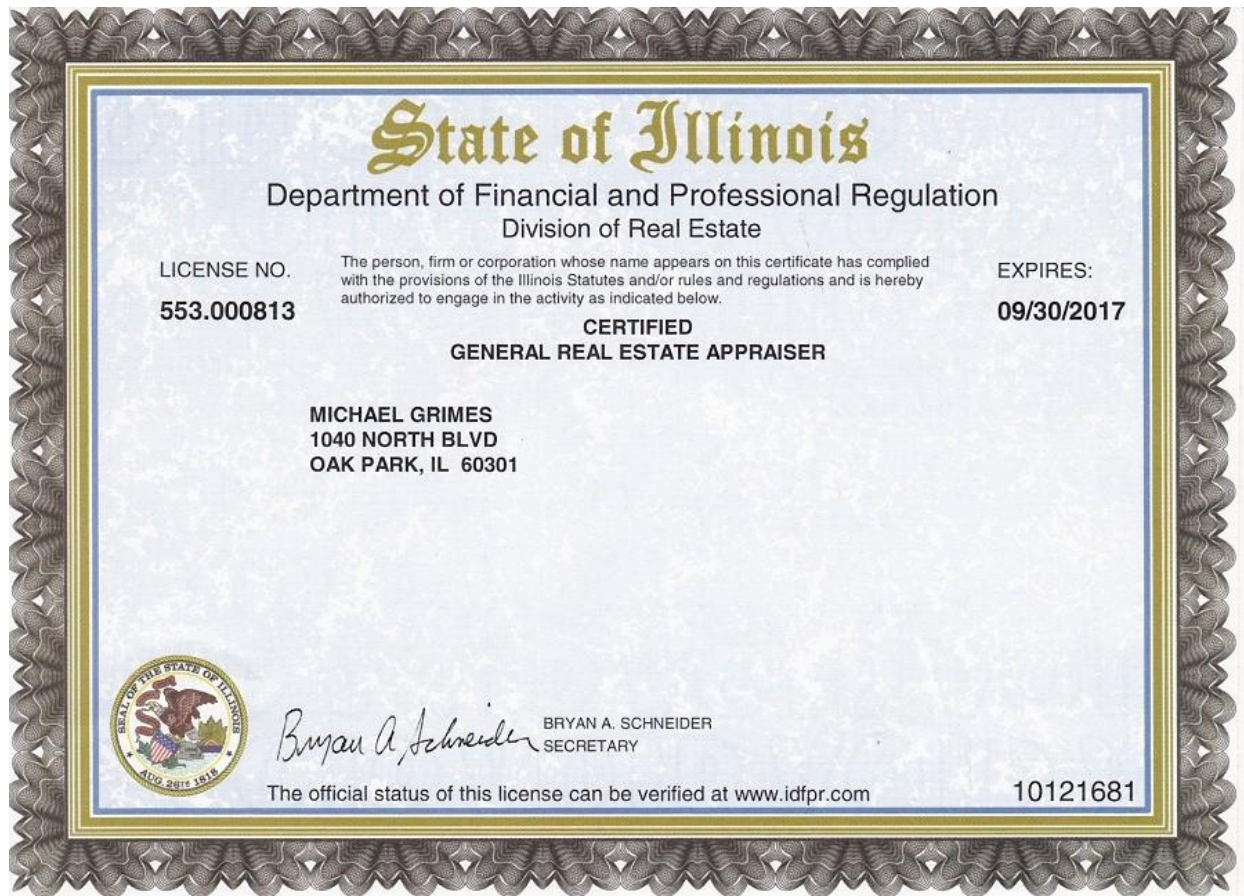 State of Illinois
Department of Financial and Professional Regulation
Division of Real Estate
LICENSE NO.
553.000813
The person, firm or corporation whose name appears on this certificate has complied
with the provisions of the Illinois Statutes and/or rules and regulations and is hereby
authorized to engage in the activity as indicated below.
EXPIRES:
09/30/2017
CERTIFIED
GENERAL REAL ESTATE APPRAISER
MICHAEL GRIMES
1040 NORTH BLVD
OAK PARK, IL 60301
SEAL OF THE STATE OF ILLINOIS
AUG. 26TH 1818
Bryan A Schneider
BRYAN A. SCHNEIDER
SECRETARY
The official status of this license can be verified at www.idfpr.com
10121681